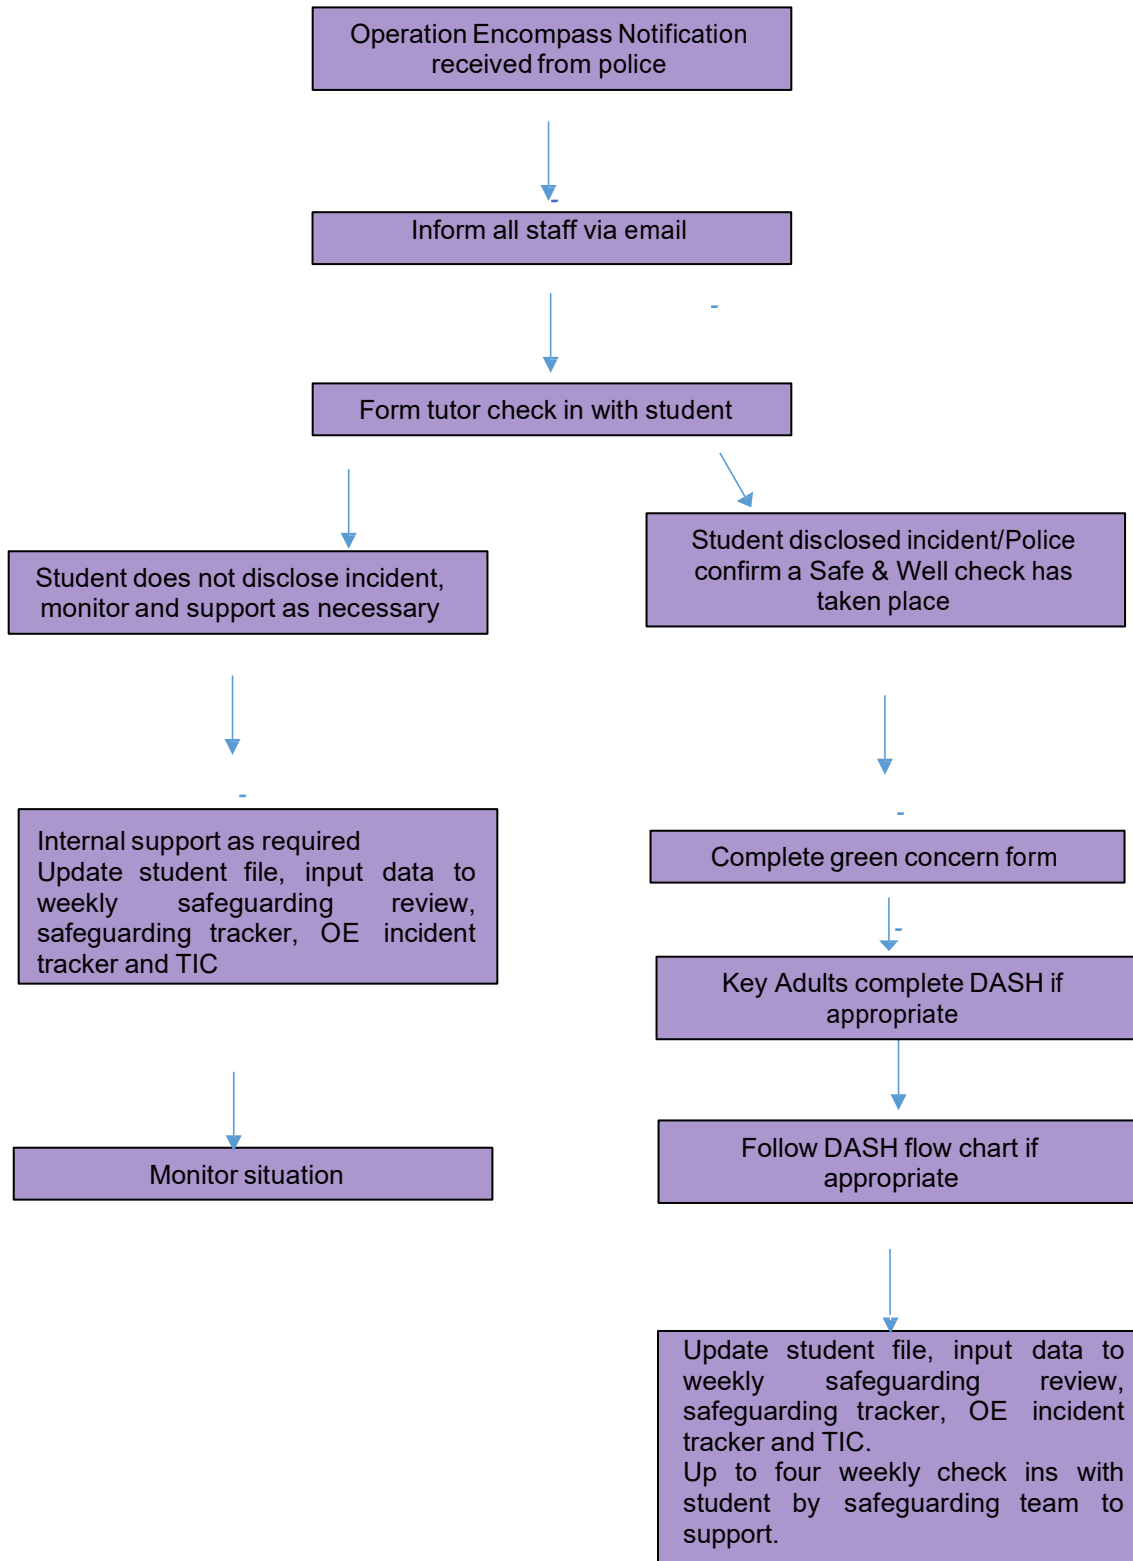 Operation Encompass Notification
received from police
Inform all staff via email
Form tutor check in with student
Student does not disclose incident,
monitor and support as necessary
Student disclosed incident/Police
confirm a Safe & Well check has
taken place
Internal support as required
Update student file, input data to
weekly safeguarding review,
safeguarding tracker, OE incident
tracker and TIC
Complete green concern form
Key Adults complete DASH if
appropriate
Monitor situation
Follow DASH flow chart if
appropriate
Update student file, input data to
weekly safeguarding review,
safeguarding tracker, OE incident
tracker and TIC.
Up to four weekly check ins with
student by safeguarding team to
support.